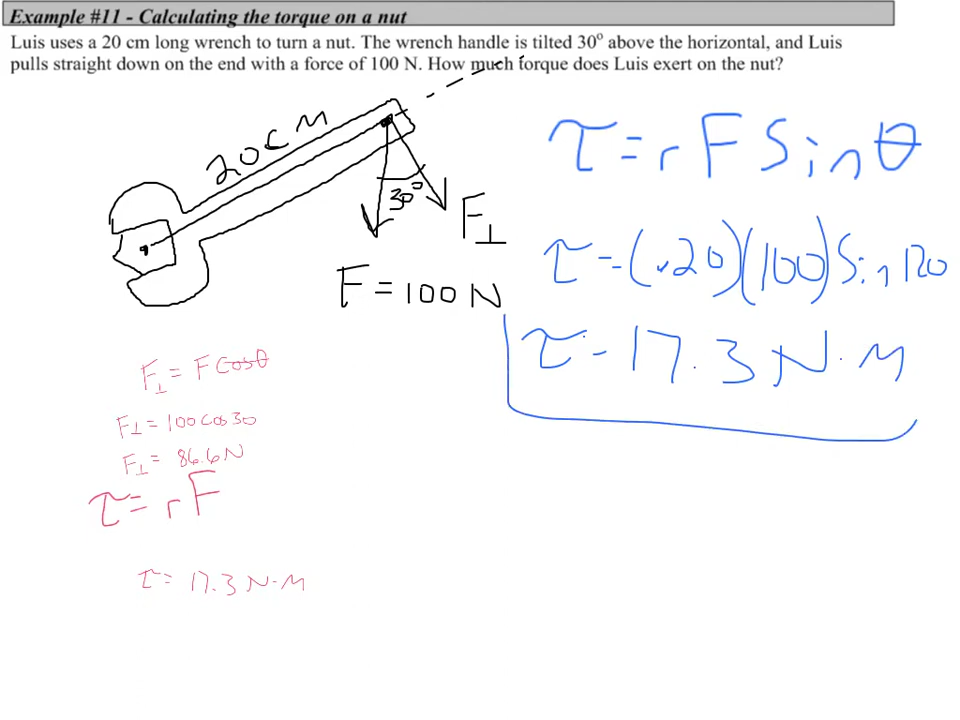 Example #11 - Calculating the torque on a nut
Luis uses a 20 cm long wrench to turn a nut. The wrench handle is tilted 30° above the horizontal, and Luis
pulls straight down on the end with a force of 100 N. How much torque does Luis exert on the nut?
20cm
30°
F⊥
F = 100 N
τ = r F Sin θ
τ = (.20)(100) Sin 120
τ = 17.3 N·M
F⊥ = F Cos θ
F⊥ = 100 cos 30
F⊥ = 86.6 N
τ = r F
τ = 17.3 N·M